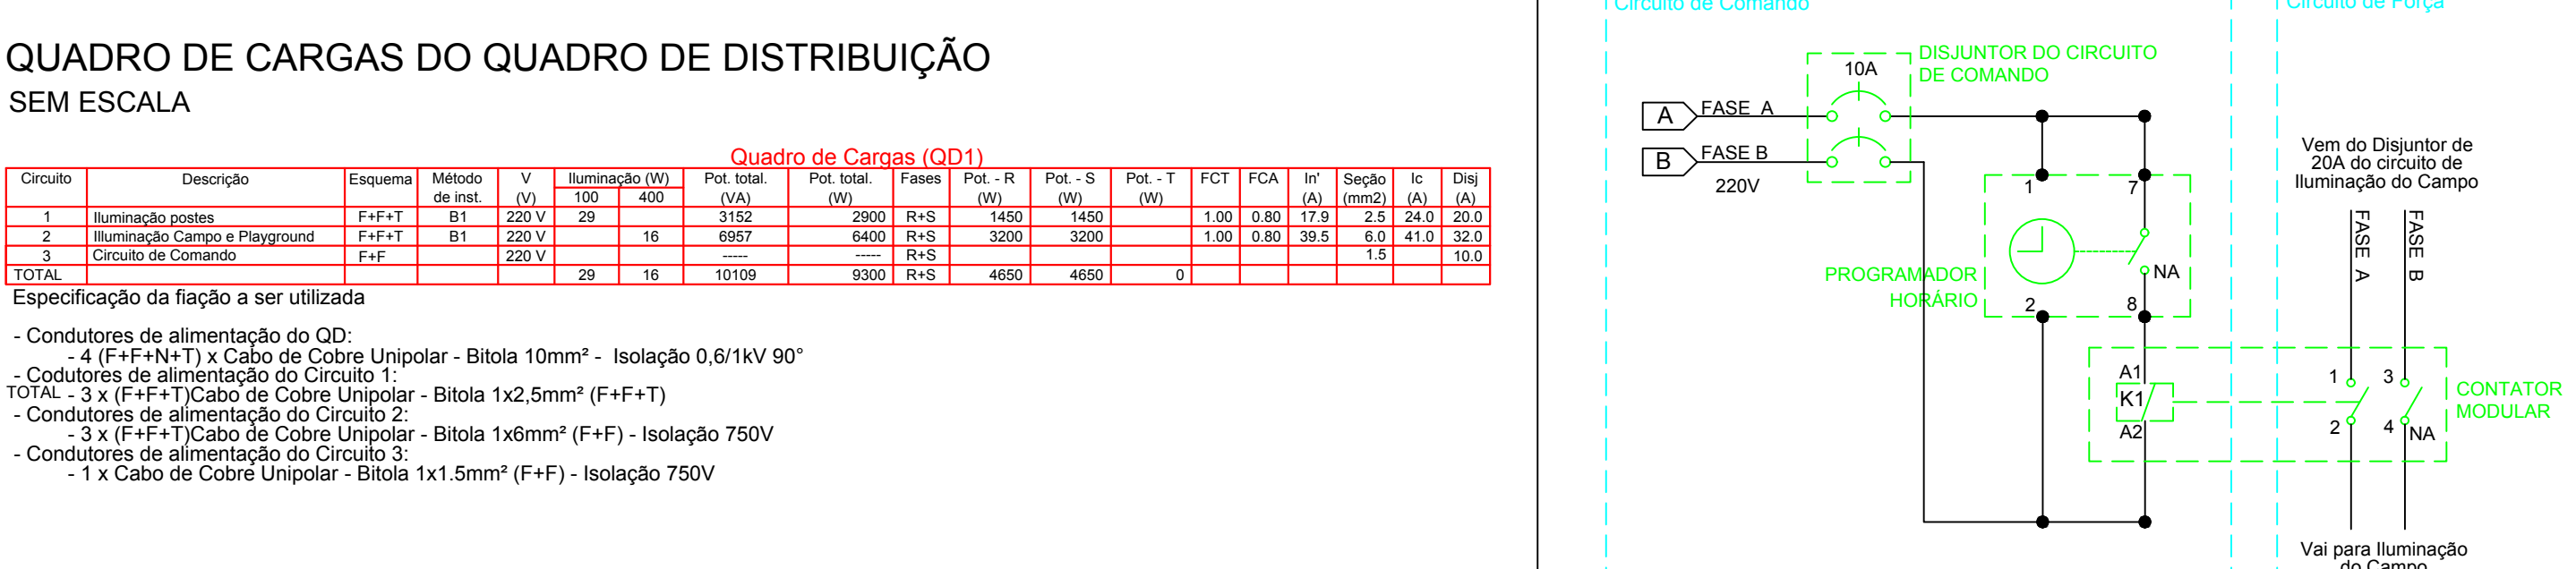 QUADRO DE CARGAS DO QUADRO DE DISTRIBUIÇÃO
SEM ESCALA
Quadro de Cargas (QD1)
Circuito Descrição Esquema Método de inst. V (V) Iluminação (W) 100 400 Pot. total. (VA) Pot. total. (W) Fases Pot. - R (W) Pot. - S (W) Pot. - T (W) FCT FCA In' (A) Seção (mm2) Ic (A) Disj (A)
1 Iluminação postes F+F+T B1 220 V 29 3152 2900 R+S 1450 1450 1.00 0.80 17.9 2.5 24.0 20.0
2 Illuminação Campo e Playground F+F+T B1 220 V 16 6957 6400 R+S 3200 3200 1.00 0.80 39.5 6.0 41.0 32.0
3 Circuito de Comando F+F 220 V ----- ----- R+S 1.5 10.0
TOTAL 29 16 10109 9300 R+S 4650 4650 0
Especificação da fiação a ser utilizada
- Condutores de alimentação do QD:
- 4 (F+F+N+T) x Cabo de Cobre Unipolar - Bitola 10mm² - Isolação 0,6/1kV 90°
- Codutores de alimentação do Circuito 1:
TOTAL - 3 x (F+F+T)Cabo de Cobre Unipolar - Bitola 1x2,5mm² (F+F+T)
- Condutores de alimentação do Circuito 2:
- 3 x (F+F+T)Cabo de Cobre Unipolar - Bitola 1x6mm² (F+F) - Isolação 750V
- Condutores de alimentação do Circuito 3:
- 1 x Cabo de Cobre Unipolar - Bitola 1x1.5mm² (F+F) - Isolação 750V
Circuito de Comando
DISJUNTOR DO CIRCUITO
DE COMANDO
10A
A FASE A
B FASE B
220V
1 7
PROGRAMADOR
HORÁRIO
NA
2 8
A1
K1
A2
Circuito de Força
Vem do Disjuntor de
20A do circuito de
Iluminação do Campo
FASE A
FASE B
1 3
2 4 NA
CONTATOR
MODULAR
Vai para Iluminação
do Campo